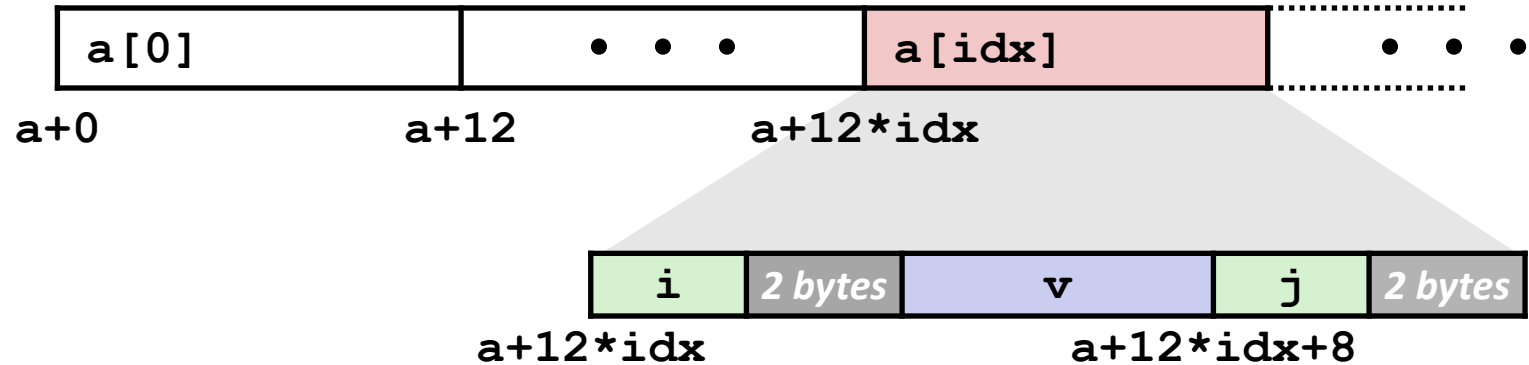 a[0] • • • a[idx] • • •
a+0 a+12 a+12*idx
i 2 bytes v j 2 bytes
a+12*idx a+12*idx+8